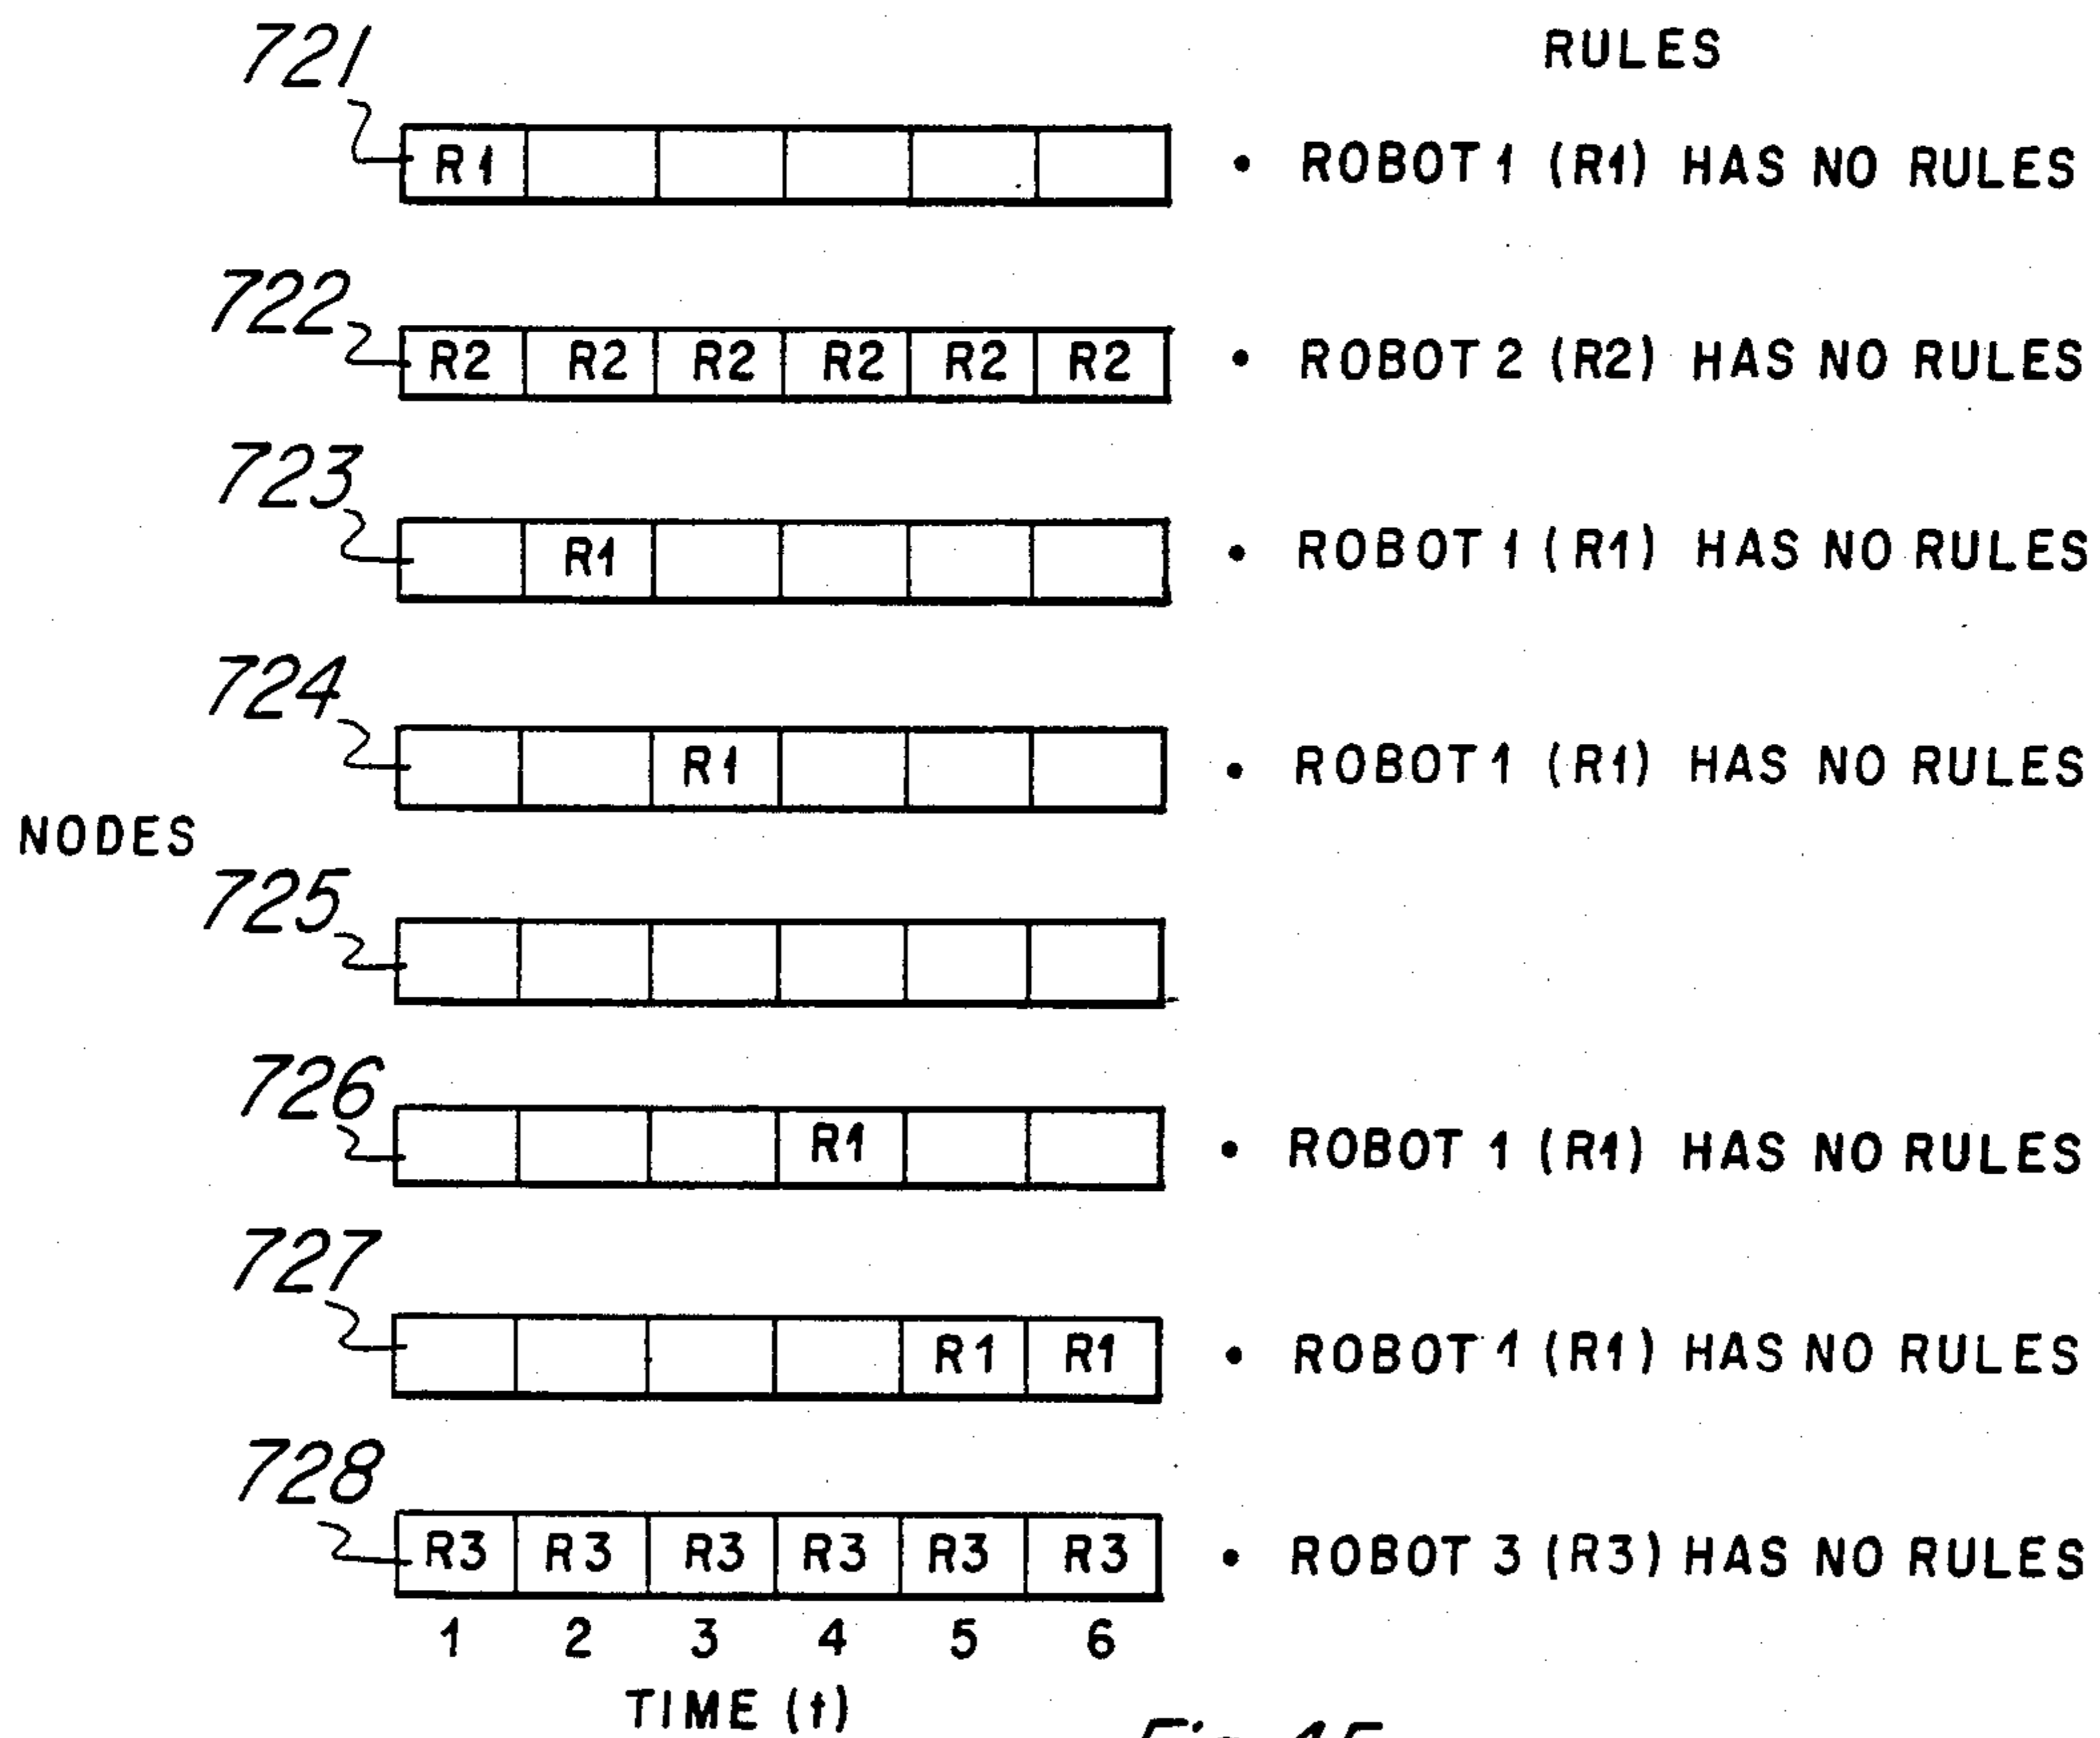 721
RULES
R1
• ROBOT 1 (R1) HAS NO RULES
722
R2 R2 R2 R2 R2 R2
• ROBOT 2 (R2) HAS NO RULES
723
R1
• ROBOT 1 (R1) HAS NO RULES
724
R1
• ROBOT 1 (R1) HAS NO RULES
NODES
725
726
R1
• ROBOT 1 (R1) HAS NO RULES
727
R1 R1
• ROBOT 1 (R1) HAS NO RULES
728
R3 R3 R3 R3 R3 R3
• ROBOT 3 (R3) HAS NO RULES
1 2 3 4 5 6
TIME (t)